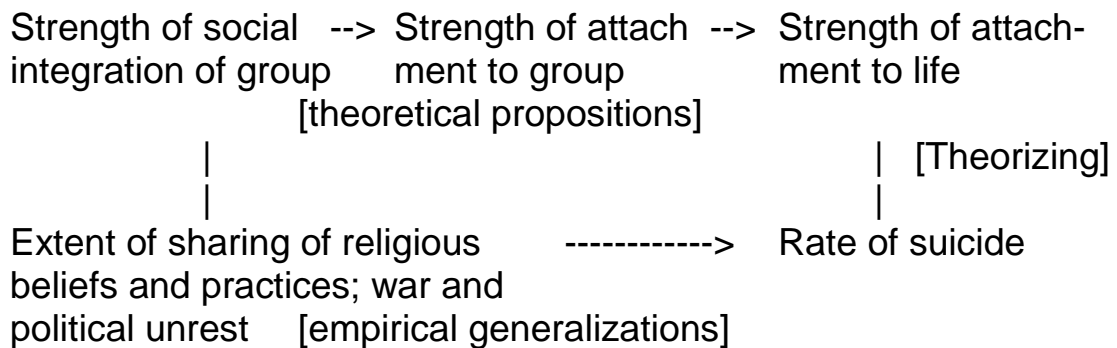 Strength of social --> Strength of attach --> Strength of attach-
integration of group ment to group ment to life
[theoretical propositions]
| | [Theorizing]
| |
Extent of sharing of religious ------------> Rate of suicide
beliefs and practices; war and
political unrest [empirical generalizations]